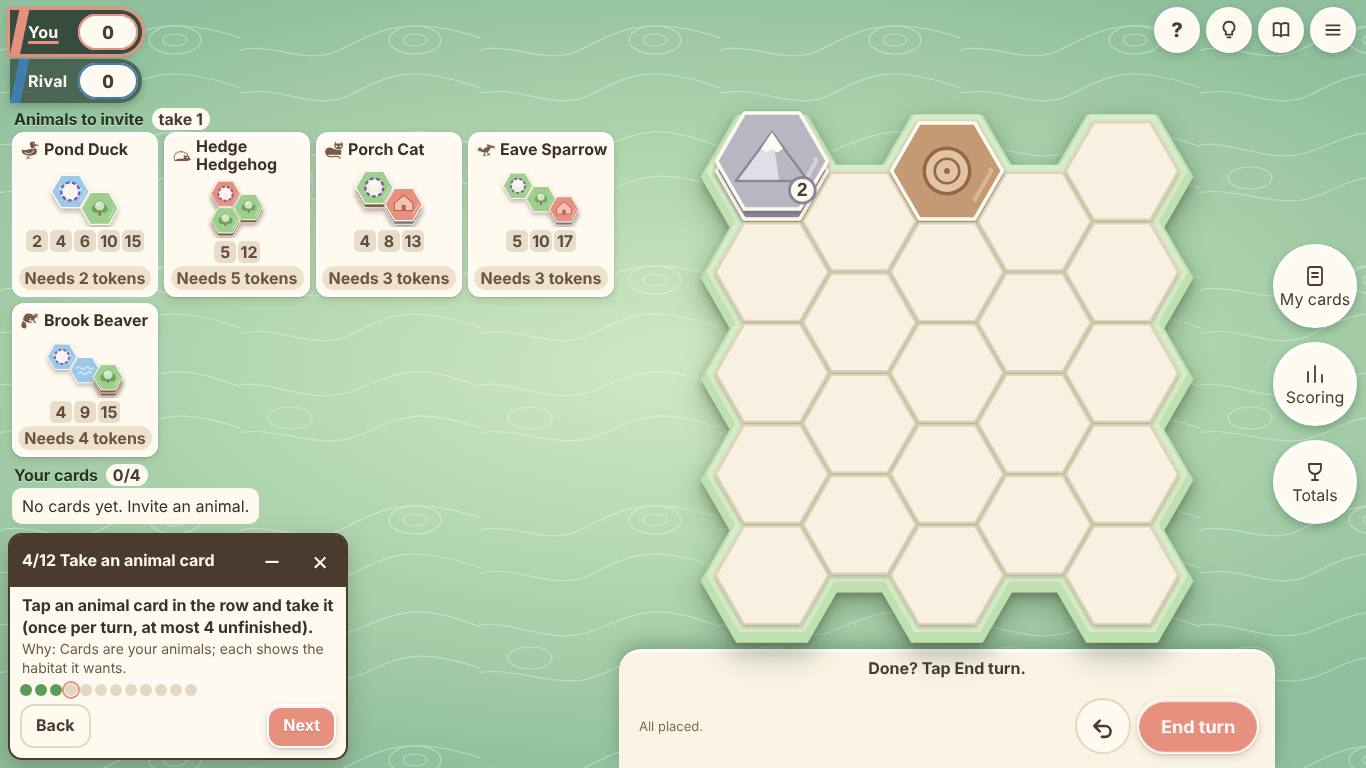 You 0
Rival 0
?
Animals to invite take 1
Pond Duck
2 4 6 10 15
Needs 2 tokens
Hedge
Hedgehog
5 12
Needs 5 tokens
Porch Cat
4 8 13
Needs 3 tokens
Eave Sparrow
5 10 17
Needs 3 tokens
Brook Beaver
4 9 15
Needs 4 tokens
Your cards 0/4
No cards yet. Invite an animal.
4/12 Take an animal card
Tap an animal card in the row and take it
(once per turn, at most 4 unfinished).
Why: Cards are your animals; each shows the
habitat it wants.
Back
Next
2
My cards
Scoring
Totals
Done? Tap End turn.
All placed.
End turn